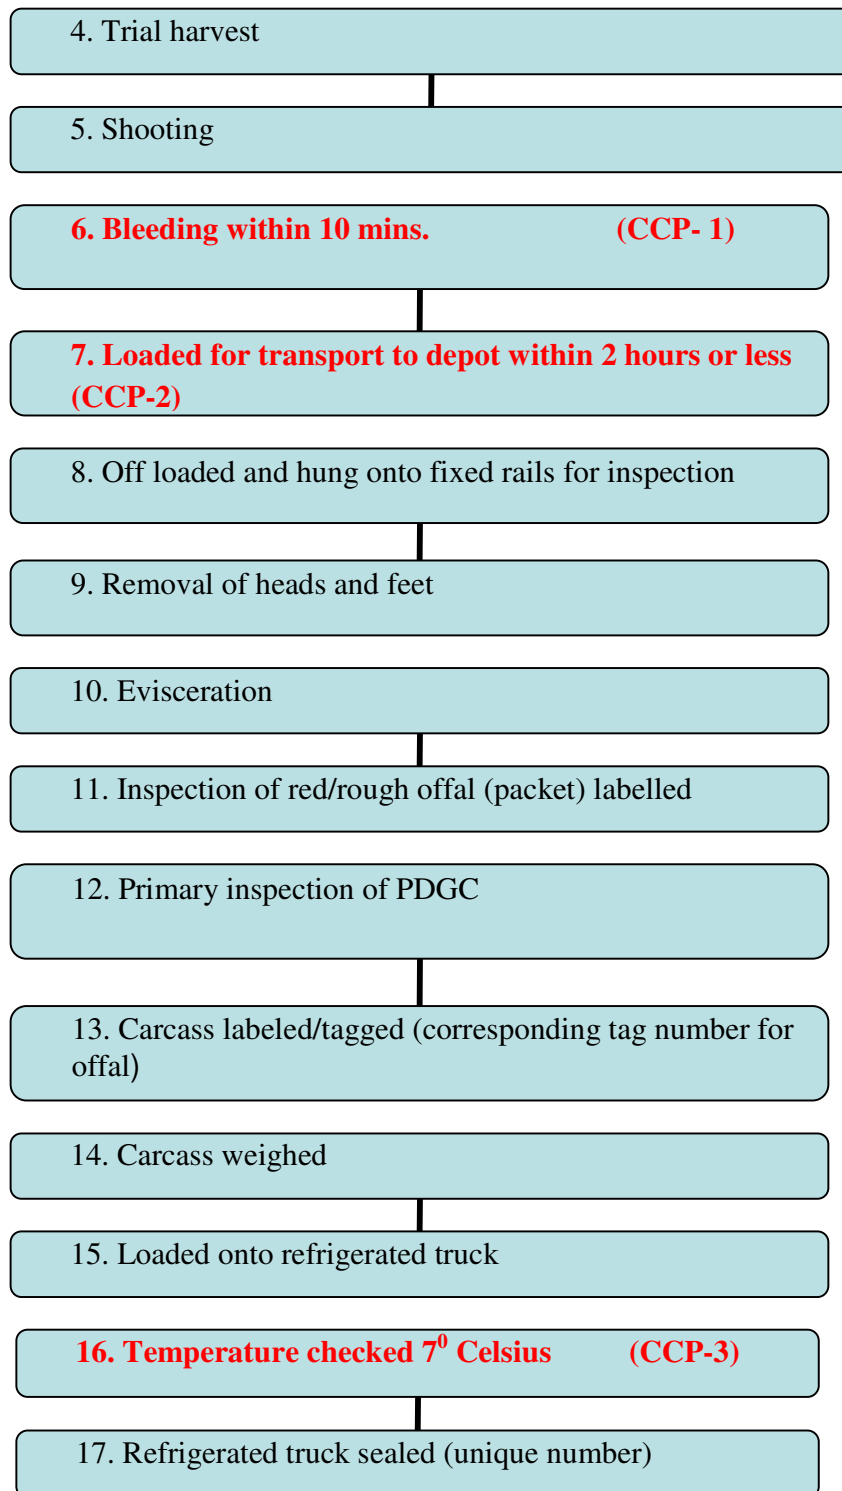 4. Trial harvest
5. Shooting
6. Bleeding within 10 mins. (CCP- 1)
7. Loaded for transport to depot within 2 hours or less
(CCP-2)
8. Off loaded and hung onto fixed rails for inspection
9. Removal of heads and feet
10. Evisceration
11. Inspection of red/rough offal (packet) labelled
12. Primary inspection of PDGC
13. Carcass labeled/tagged (corresponding tag number for
offal)
14. Carcass weighed
15. Loaded onto refrigerated truck
16. Temperature checked 7⁰ Celsius (CCP-3)
17. Refrigerated truck sealed (unique number)